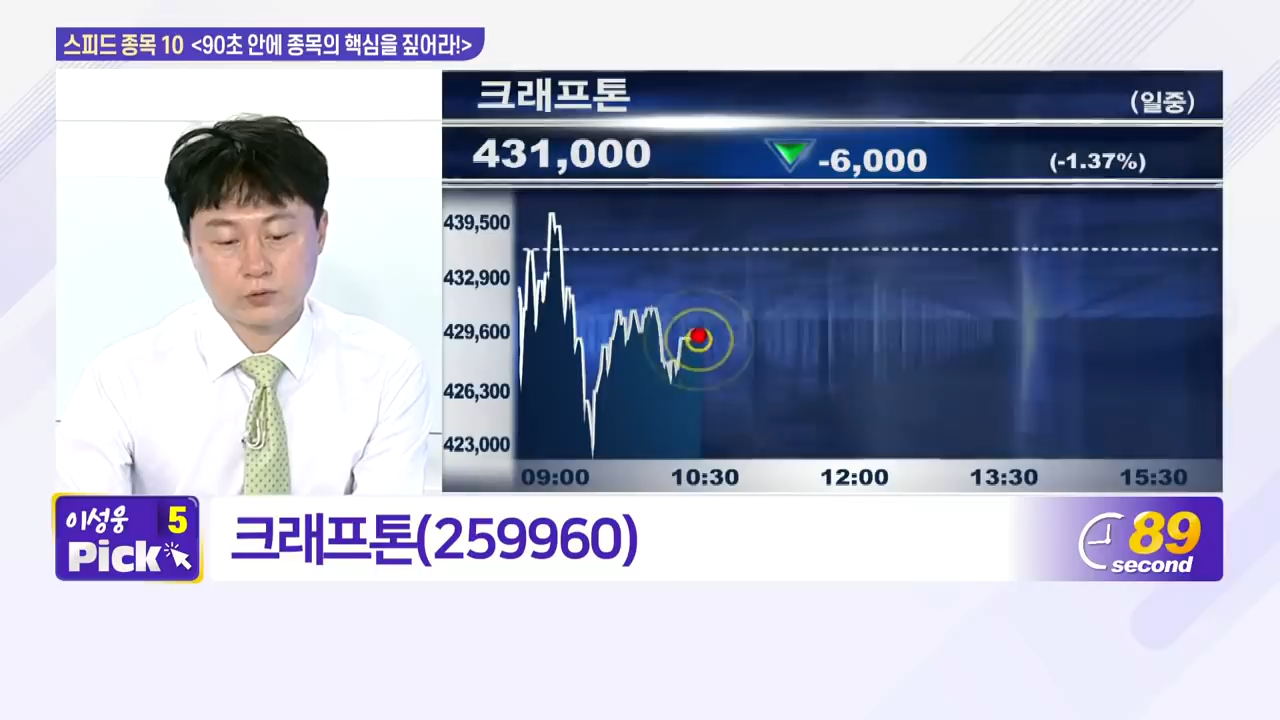 스피드 종목 10 <90초 안에 종목의 핵심을 짚어라!>
크래프톤
(일중)
431,000 ▼ -6,000 (-1.37%)
439,500
432,900
429,600
426,300
423,000
09:00 10:30 12:00 13:30 15:30
이성웅 5
Pick
크래프톤(259960)
89
second